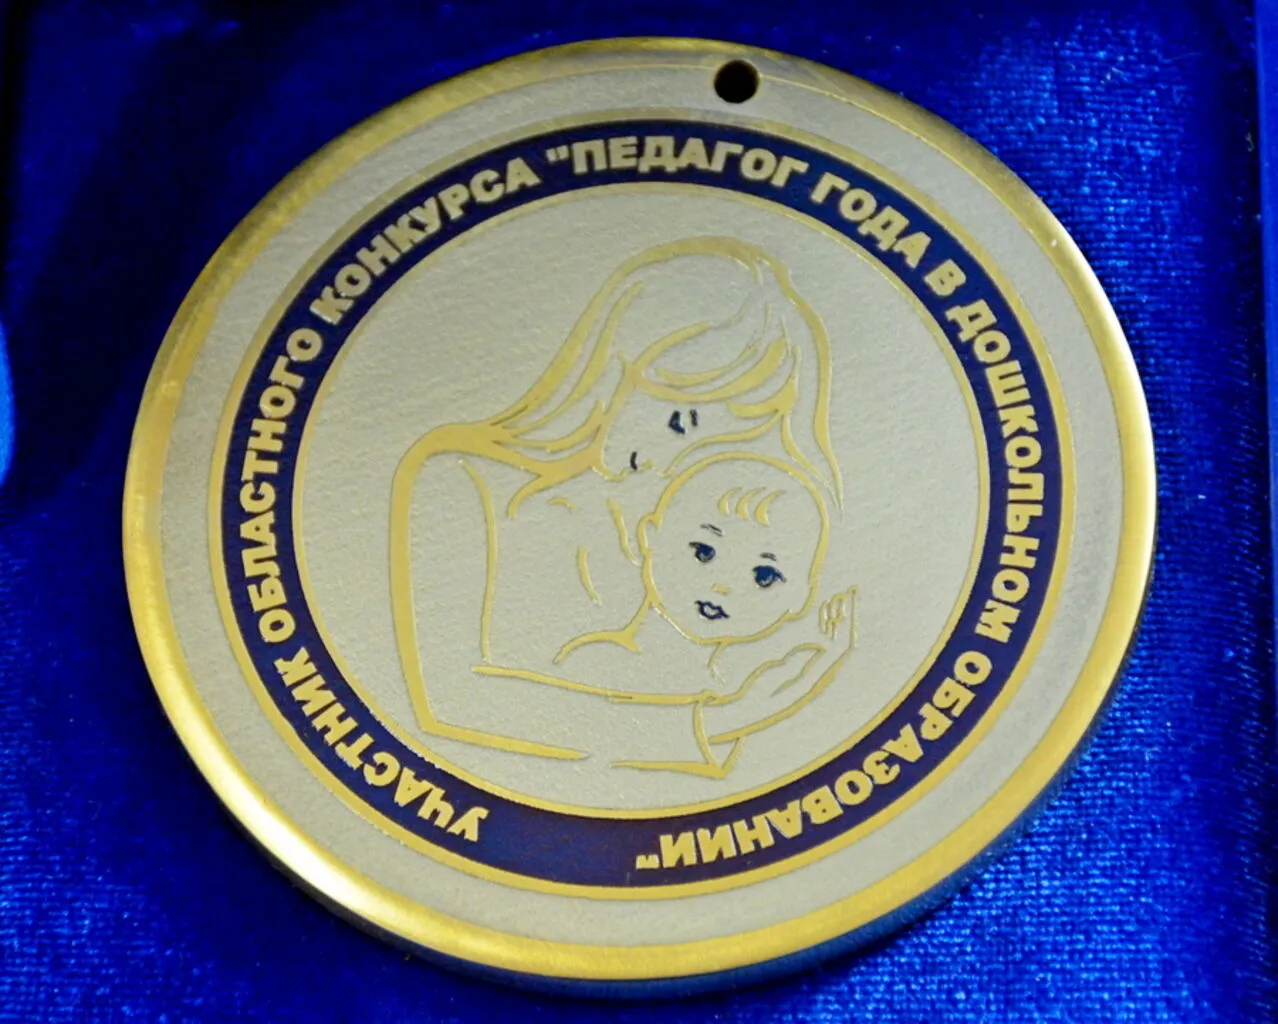 УЧАСТНИК ОБЛАСТНОГО КОНКУРСА "ПЕДАГОГ ГОДА В ДОШКОЛЬНОМ ОБРАЗОВАНИИ"